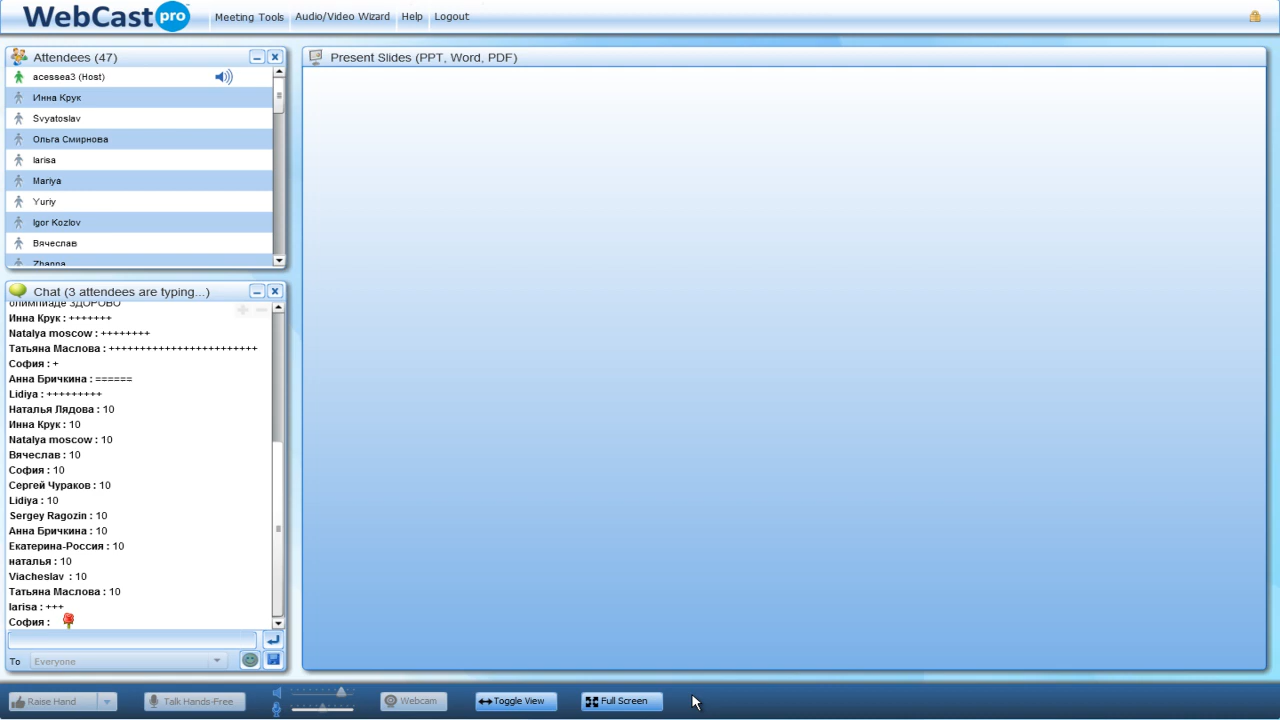 WebCast pro Meeting Tools Audio/Video Wizard Help Logout
Attendees (47)
acessea3 (Host)
Инна Крук
Svyatoslav
Ольга Смирнова
larisa
Mariya
Yuriy
Igor Kozlov
Вячеслав
Zhanna
Chat (3 attendees are typing...)
олимпиаде ЗДОРОВО
Инна Крук : +++++++
Natalya moscow : ++++++++
Татьяна Маслова : ++++++++++++++++++++++++
София : +
Анна Бричкина : ======
Lidiya : +++++++++
Наталья Лядова : 10
Инна Крук : 10
Natalya moscow : 10
Вячеслав : 10
София : 10
Сергей Чураков : 10
Lidiya : 10
Sergey Ragozin : 10
Анна Бричкина : 10
Екатерина-Россия : 10
наталья : 10
Viacheslav : 10
Татьяна Маслова : 10
larisa : +++
София :
To Everyone
Present Slides (PPT, Word, PDF)
Raise Hand Talk Hands-Free Webcam Toggle View Full Screen